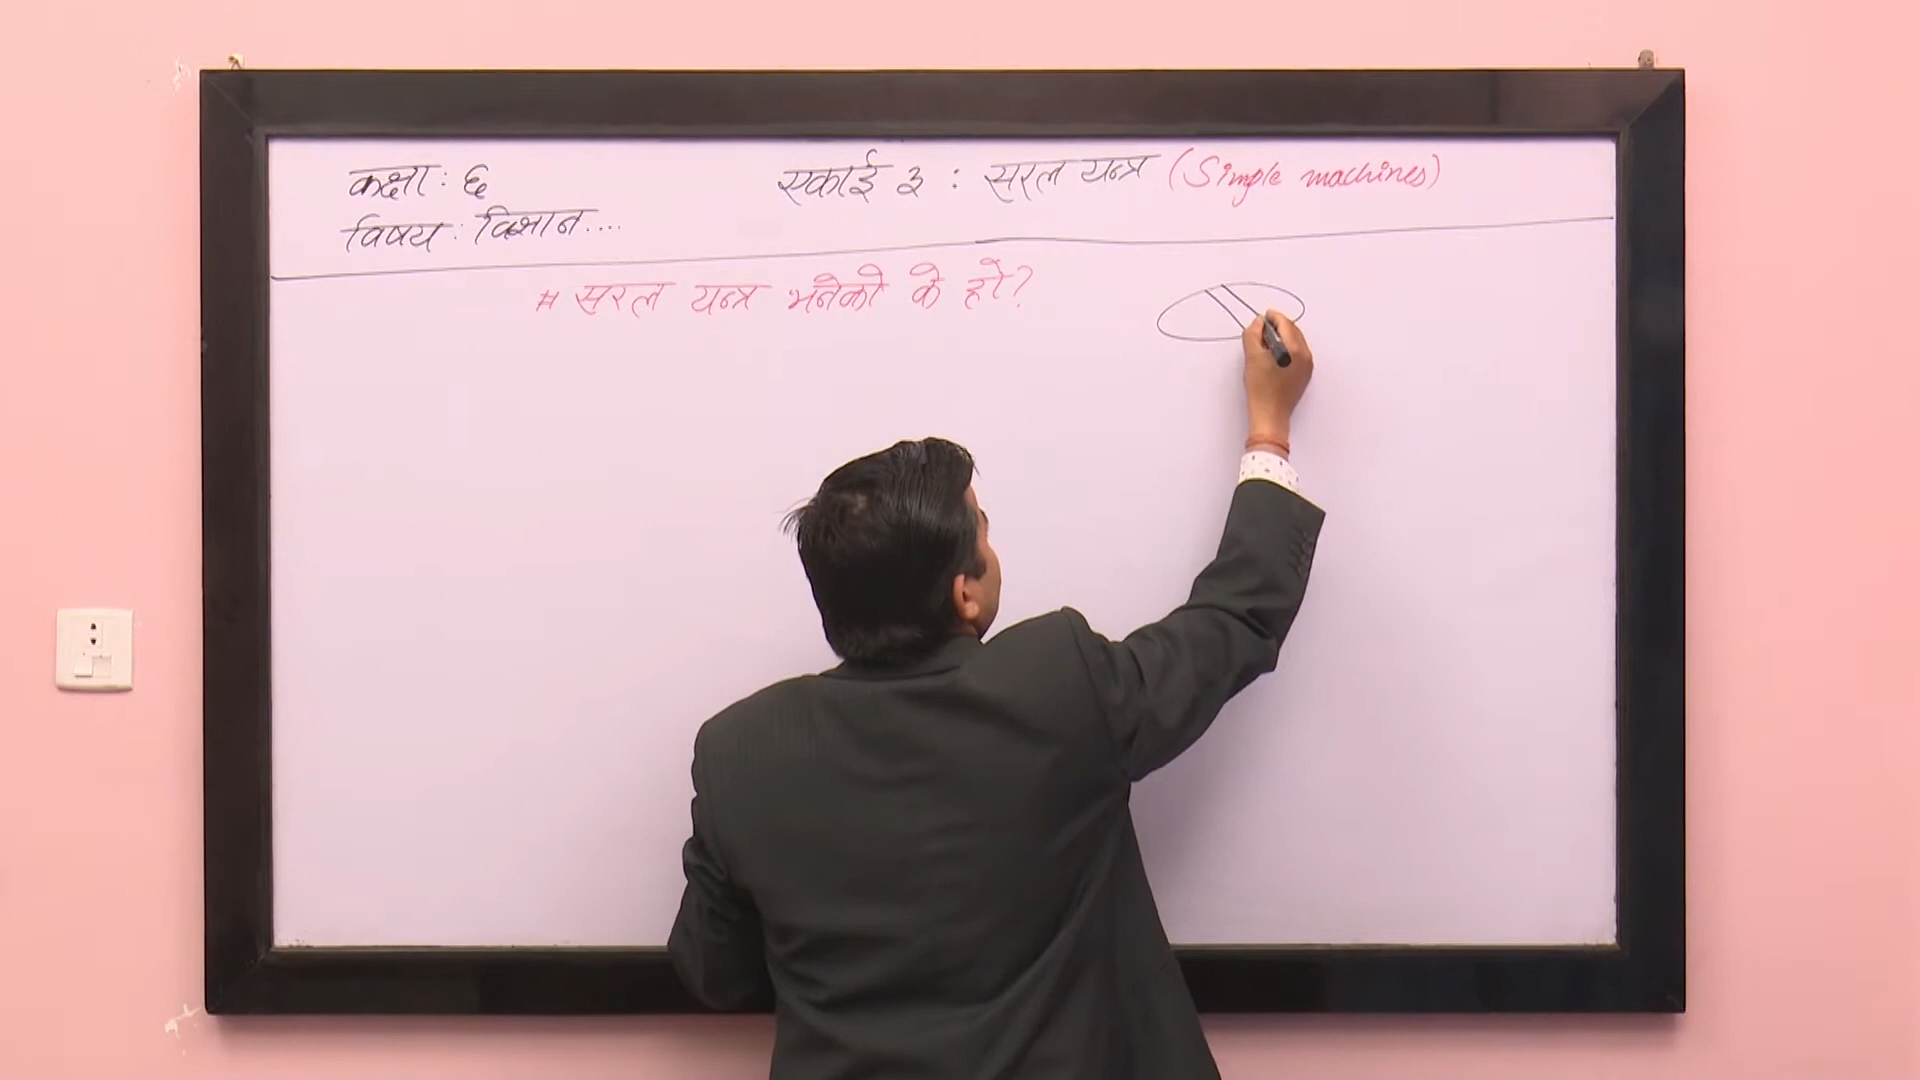 कक्षा: ६
एकाई ३ : सरल यन्त्र (Simple machines)
विषय: विज्ञान....
# सरल यन्त्र भनेको के हो?